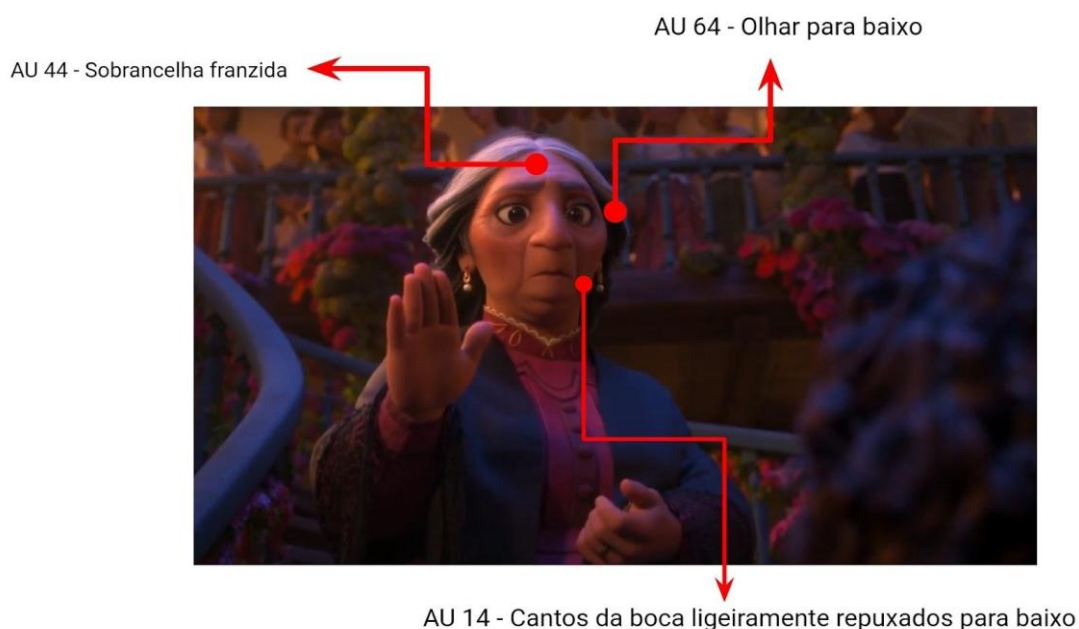 AU 64 - Olhar para baixo
AU 44 - Sobrancelha franzida
AU 14 - Cantos da boca ligeiramente repuxados para baixo